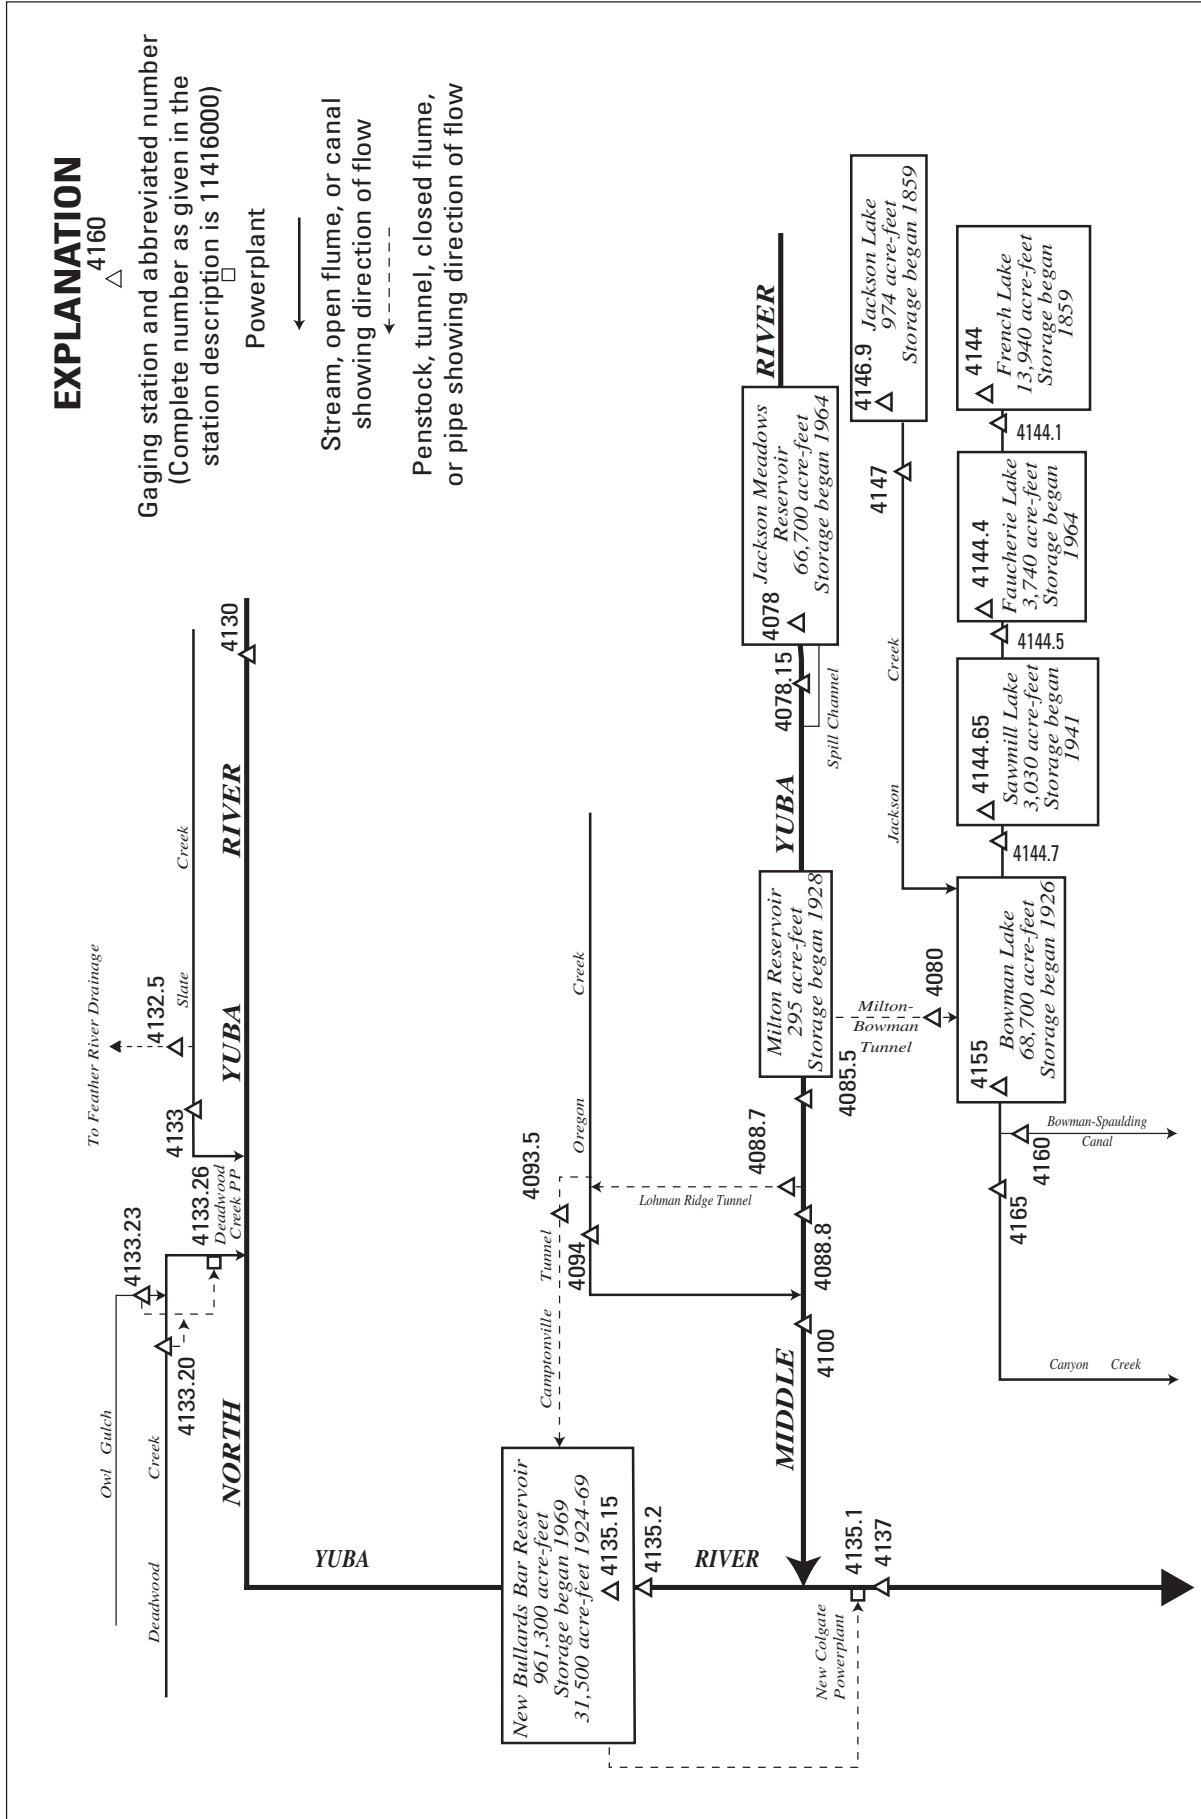 EXPLANATION
4160
Gaging station and abbreviated number
(Complete number as given in the
station description is 11416000)
Powerplant
Stream, open flume, or canal
showing direction of flow
Penstock, tunnel, closed flume,
or pipe showing direction of flow
Owl Gulch
4133.23
Deadwood Creek
4133.20
4133.26
Deadwood
Creek PP
To Feather River Drainage
4132.5
4133
Slate Creek
4130
NORTH YUBA RIVER
YUBA
New Bullards Bar Reservoir
961,300 acre-feet
Storage began 1969
31,500 acre-feet 1924-69
4135.15
4135.2
RIVER
4135.1
4137
New Colgate
Powerplant
Camptonville Tunnel
4093.5
4094
Oregon Creek
Lohman Ridge Tunnel
4088.7
4088.8
4100
4085.5
MIDDLE YUBA RIVER
Milton Reservoir
295 acre-feet
Storage began 1928
4078.15
Spill Channel
4078
Jackson Meadows
Reservoir
66,700 acre-feet
Storage began 1964
Milton-
Bowman
Tunnel
4080
4146.9
Jackson Lake
974 acre-feet
Storage began 1859
4147
Jackson Creek
4155
Bowman Lake
68,700 acre-feet
Storage began 1926
4144.7
4144.65
Sawmill Lake
3,030 acre-feet
Storage began
1941
4144.5
4144.4
Faucherie Lake
3,740 acre-feet
Storage began
1964
4144.1
4144
French Lake
13,940 acre-feet
Storage began
1859
Bowman-Spaulding
Canal
4160
4165
Canyon Creek